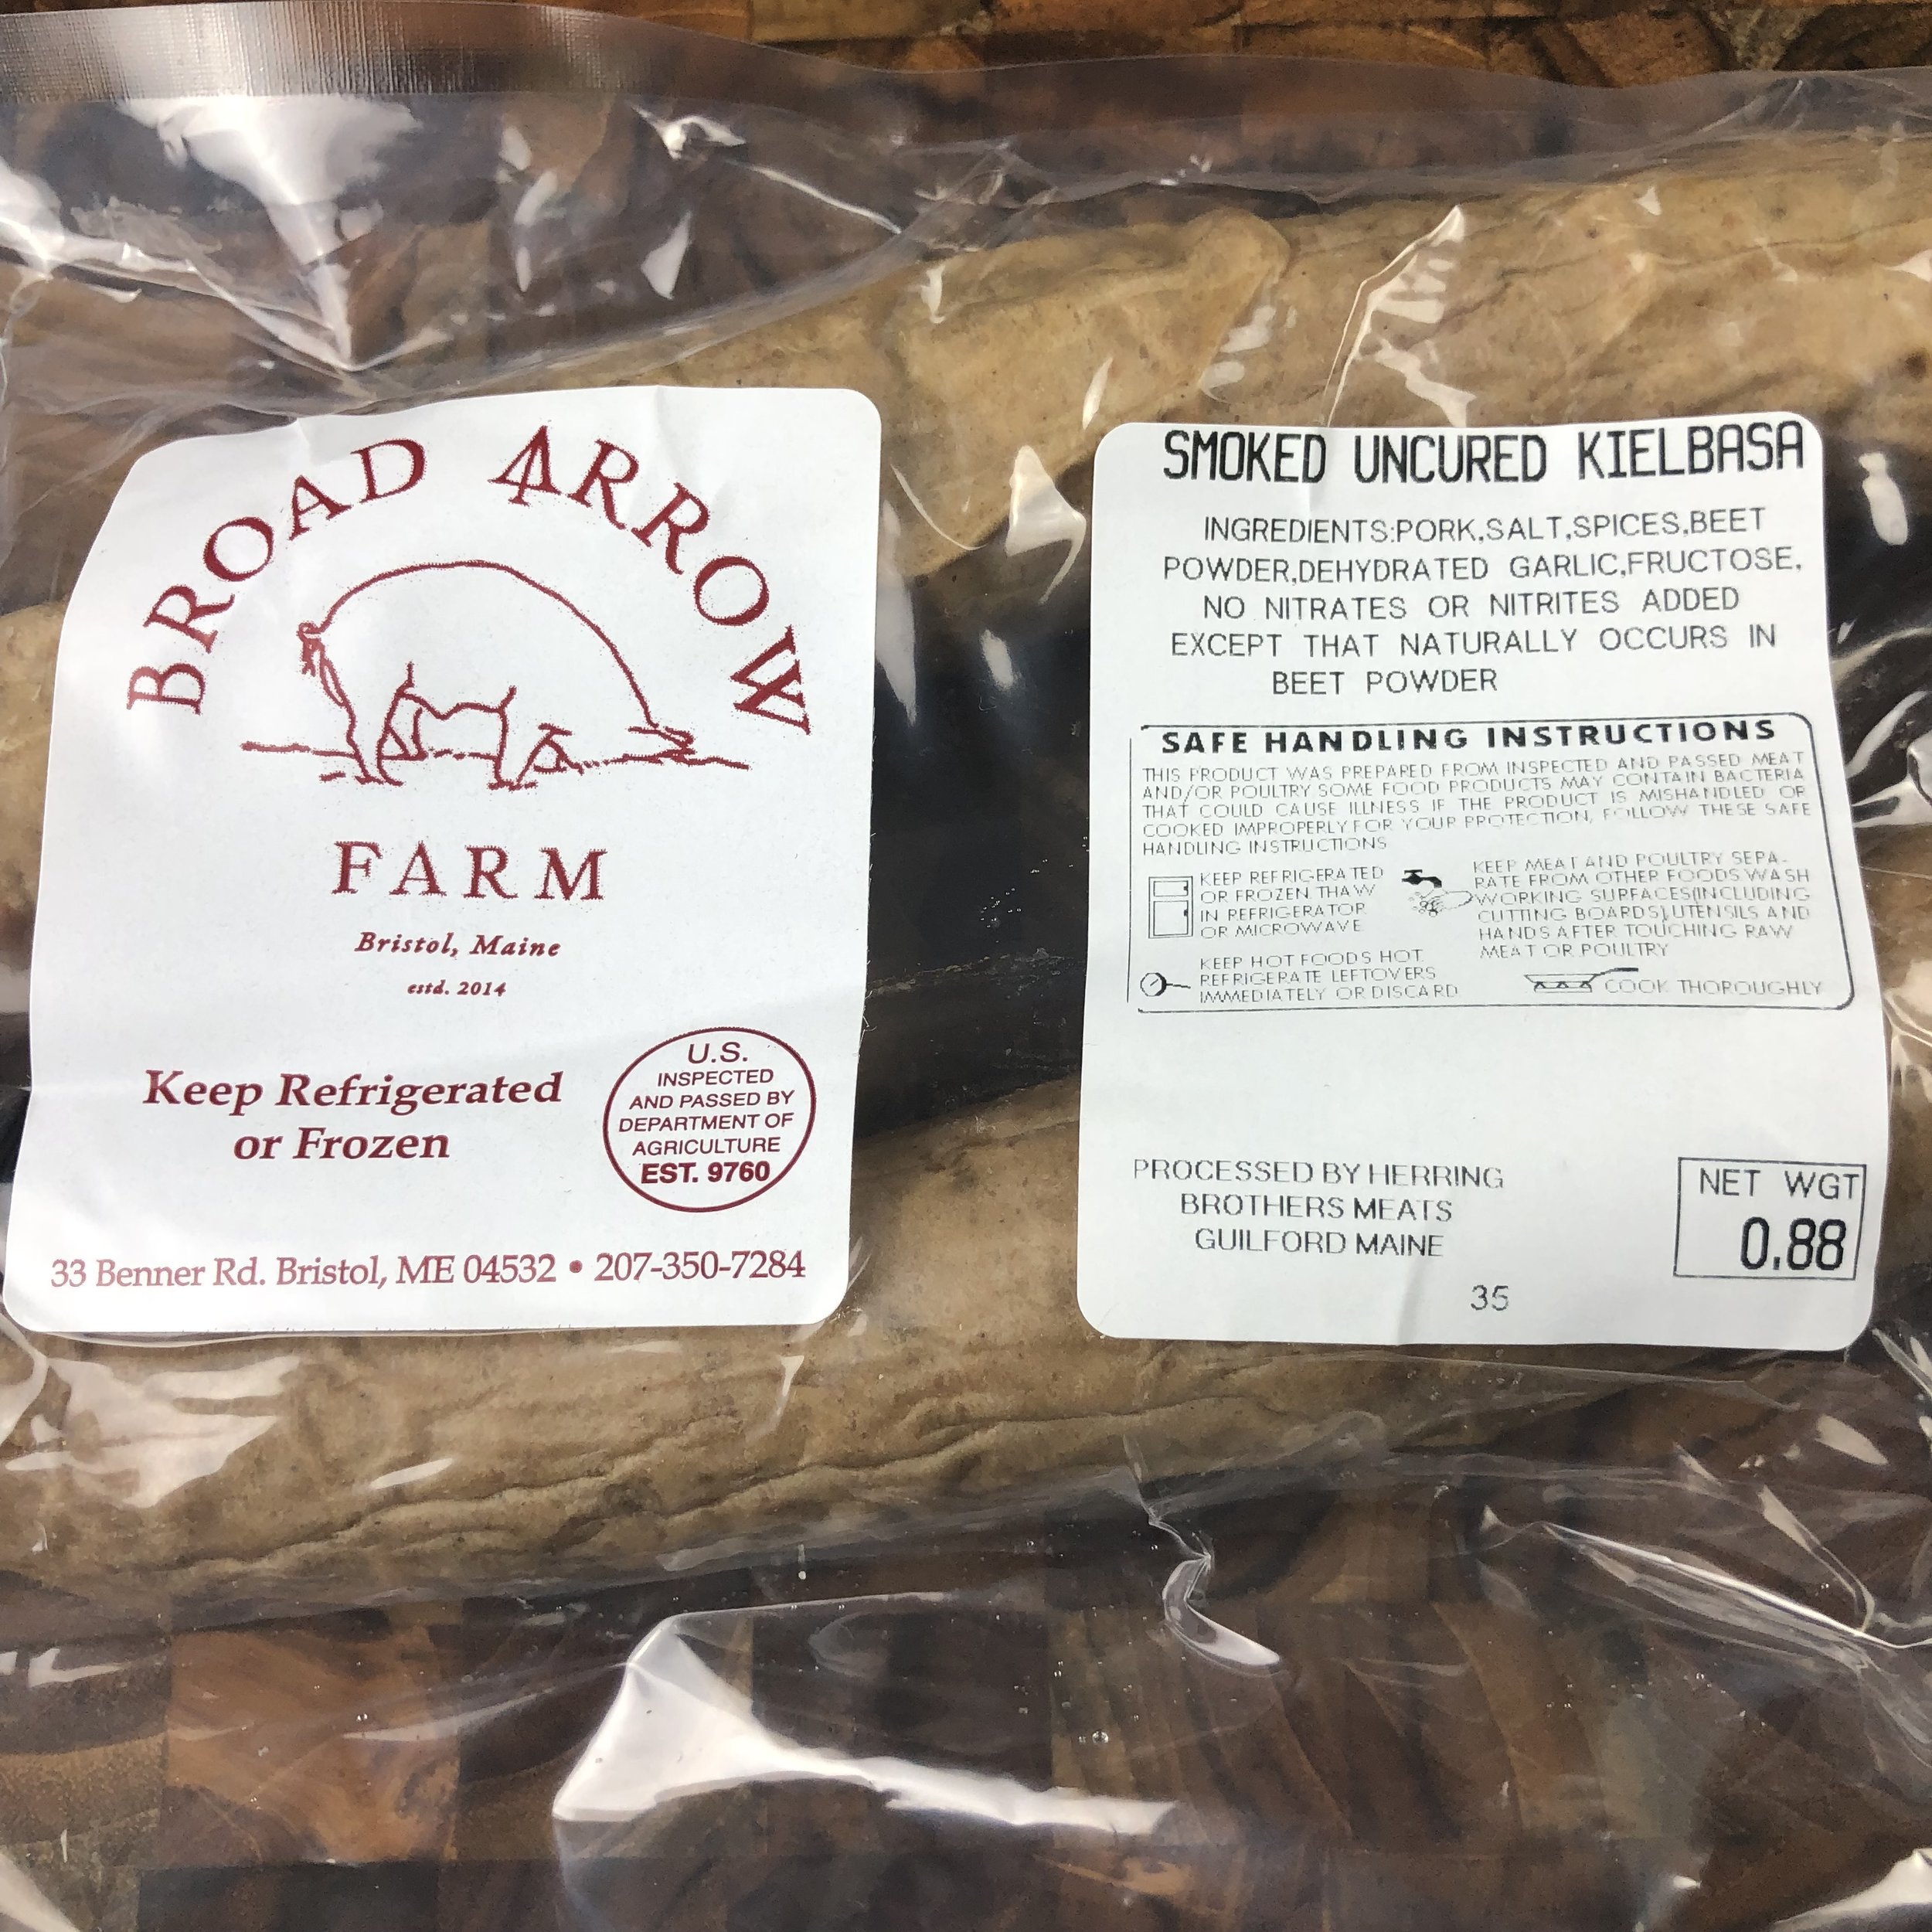 BROAD ARROW
FARM
Bristol, Maine
estd. 2014
Keep Refrigerated
or Frozen
U.S.
INSPECTED
AND PASSED BY
DEPARTMENT OF
AGRICULTURE
EST. 9760
33 Benner Rd. Bristol, ME 04532 • 207-350-7284
SMOKED UNCURED KIELBASA
INGREDIENTS:PORK,SALT,SPICES,BEET
POWDER,DEHYDRATED GARLIC,FRUCTOSE,
NO NITRATES OR NITRITES ADDED
EXCEPT THAT NATURALLY OCCURS IN
BEET POWDER
SAFE HANDLING INSTRUCTIONS
THIS PRODUCT WAS PREPARED FROM INSPECTED AND PASSED MEAT
AND/OR POULTRY SOME FOOD PRODUCTS MAY CONTAIN BACTERIA
THAT COULD CAUSE ILLNESS IF THE PRODUCT IS MISHANDLED OR
COOKED IMPROPERLY FOR YOUR PROTECTION, FOLLOW THESE SAFE
HANDLING INSTRUCTIONS
KEEP REFRIGERATED
OR FROZEN THAW
IN REFRIGERATOR
OR MICROWAVE
KEEP MEAT AND POULTRY SEPA-
RATE FROM OTHER FOODS WASH
WORKING SURFACES(INCLUDING
CUTTING BOARDS), UTENSILS AND
HANDS AFTER TOUCHING RAW
MEAT OR POULTRY
KEEP HOT FOODS HOT
REFRIGERATE LEFTOVERS
IMMEDIATELY OR DISCARD
COOK THOROUGHLY
PROCESSED BY HERRING
BROTHERS MEATS
GUILFORD MAINE
NET WGT
0.88
35